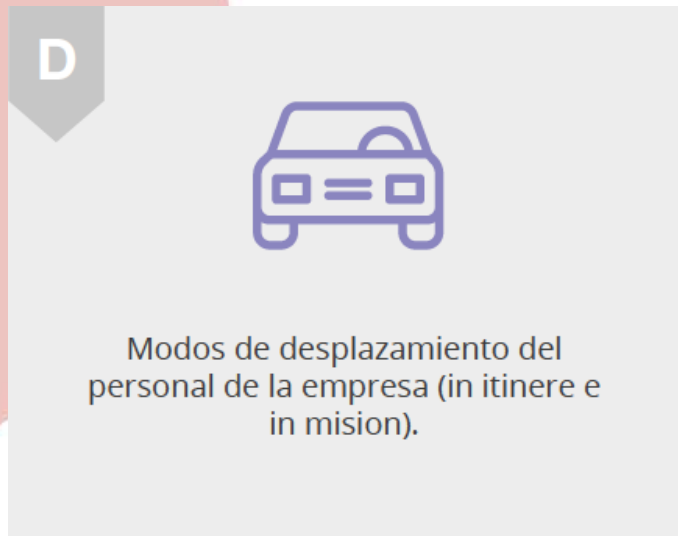 D
Modos de desplazamiento del
personal de la empresa (in itinere e
in mision).